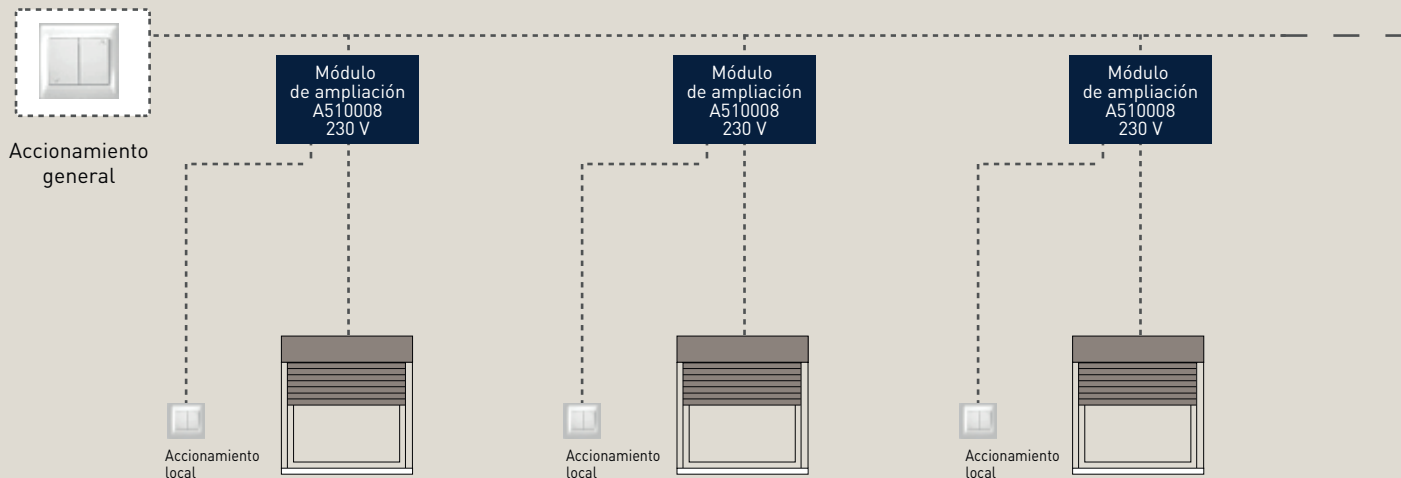 Accionamiento
general
Módulo
de ampliación
A510008
230 V
Módulo
de ampliación
A510008
230 V
Módulo
de ampliación
A510008
230 V
Accionamiento
local
Accionamiento
local
Accionamiento
local